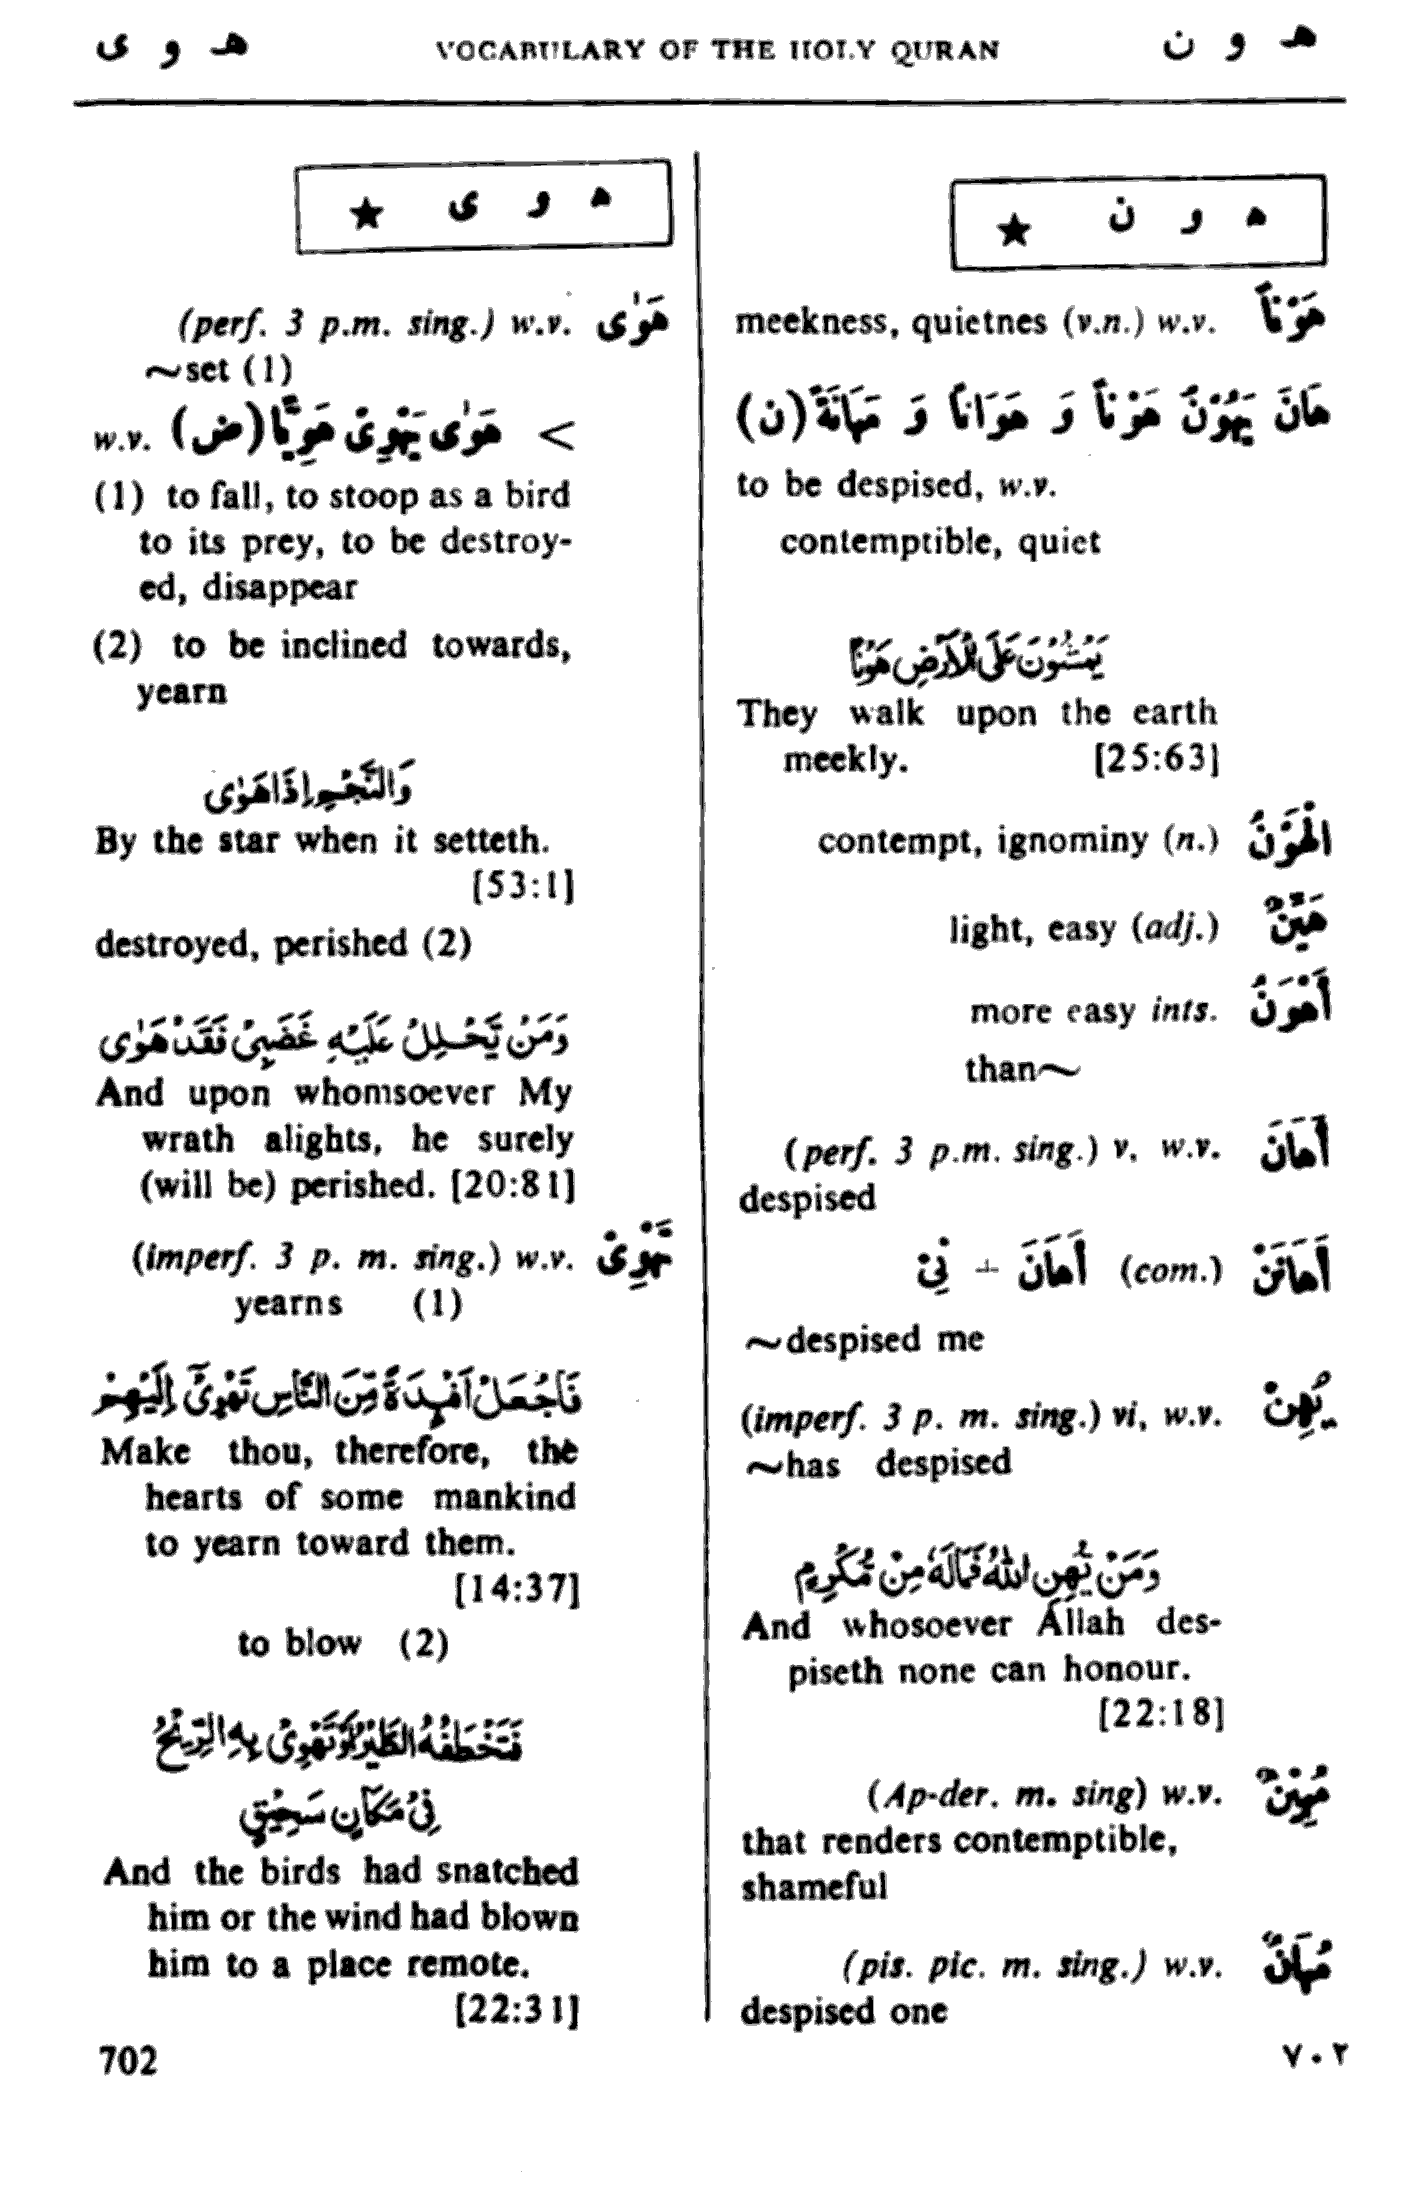 ه و ن
VOCABULARY OF THE HOLY QURAN
ه و ى
ه و ن ★
meekness, quietnes (v.n.) w.v. هَوْناً
هَانَ يَهُوْنُ هَوْناً وَ هَوَاناً وَ مَهَانَةً (ن)
to be despised, w.v.
contemptible, quiet
يَمْشُوْنَ عَلَى الْاَرْضِ هَوْنًا
They walk upon the earth
meekly. [25:63]
contempt, ignominy (n.) الْهَوْنُ
light, easy (adj.) هَيِّنٌ
more easy ints. أَهْوَنُ
than~
(perf. 3 p.m. sing.) v, w.v. أَهَانَ
despised
أَهَانَنْ (com.) أَهَانَ + نِيْ
~despised me
(imperf. 3 p. m. sing.) vi, w.v. يُهِنْ
~has despised
وَمَنْ يُّهِنِ اللّٰهُ فَمَالَهٗ مِنْ مُّكْرِمٍ
And whosoever Allah des-
piseth none can honour.
[22:18]
(Ap-der. m. sing) w.v. مُهِيْنٌ
that renders contemptible,
shameful
(pis. pic. m. sing.) w.v. مُهَانٌ
despised one
ه و ى ★
(perf. 3 p.m. sing.) w.v. هَوٰى
~set (1)
w.v. هَوٰى يَهْوِيْ هَوِيًّا (ض) <
(1) to fall, to stoop as a bird
to its prey, to be destroy-
ed, disappear
(2) to be inclined towards,
yearn
وَالنَّجْمِ اِذَا هَوٰى
By the star when it setteth.
[53:1]
destroyed, perished (2)
وَمَنْ يَّحْلِلْ عَلَيْهِ غَضَبِىْ فَقَدْ هَوٰى
And upon whomsoever My
wrath alights, he surely
(will be) perished. [20:81]
(imperf. 3 p. m. sing.) w.v. تَهْوِيْ
yearns (1)
فَاجْعَلْ اَفْئِدَةً مِّنَ النَّاسِ تَهْوِىْٓ اِلَيْهِمْ
Make thou, therefore, the
hearts of some mankind
to yearn toward them.
[14:37]
to blow (2)
فَتَخْطَفُهُ الطَّيْرُ اَوْ تَهْوِىْ بِهِ الرِّيْحُ
فِىْ مَكَانٍ سَحِيْقٍ
And the birds had snatched
him or the wind had blown
him to a place remote.
[22:31]
702
٧٠٢